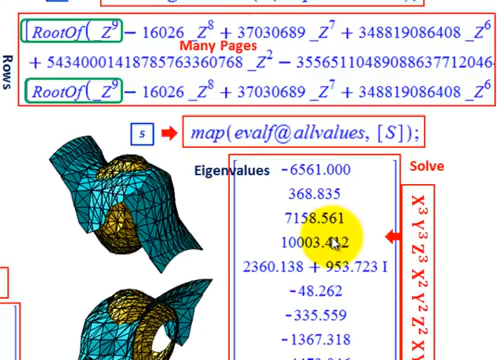 [RootOf(_Z^9 − 16026 _Z^8 + 37030689 _Z^7 + 348819086408 _Z^6
Many Pages
+ 54340001418785763360768 _Z^2 − 355651104890886377120464
[RootOf(_Z^9 − 16026 _Z^8 + 37030689 _Z^7 + 348819086408 _Z^6
Rows
5
map(evalf@allvalues, [S]);
Eigenvalues
Solve
-6561.000
368.835
7158.561
10003.412
2360.138 + 953.723 I
-48.262
-335.559
-1367.318
X^3 Y^3 Z^3 X^2 Y^2 Z^2 X Y